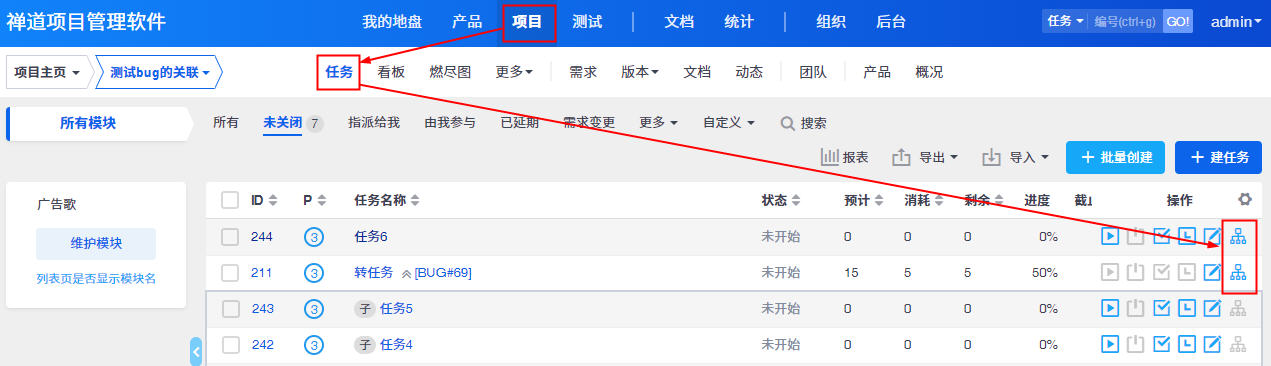 禅道项目管理软件 我的地盘 产品 项目 测试 文档 统计 组织 后台 任务 编号(ctrl+g) GO! admin
项目主页 测试bug的关联 任务 看板 燃尽图 更多 需求 版本 文档 动态 团队 产品 概况
所有模块 所有 未关闭 7 指派给我 由我参与 已延期 需求变更 更多 自定义 搜索
报表 导出 导入 批量创建 建任务
广告歌
维护模块
列表页是否显示模块名
ID P 任务名称 状态 预计 消耗 剩余 进度 截 操作
244 3 任务6 未开始 0 0 0 0%
211 3 转任务 [BUG#69] 未开始 15 5 5 50%
243 3 子 任务5 未开始 0 0 0 0%
242 3 子 任务4 未开始 0 0 0 0%